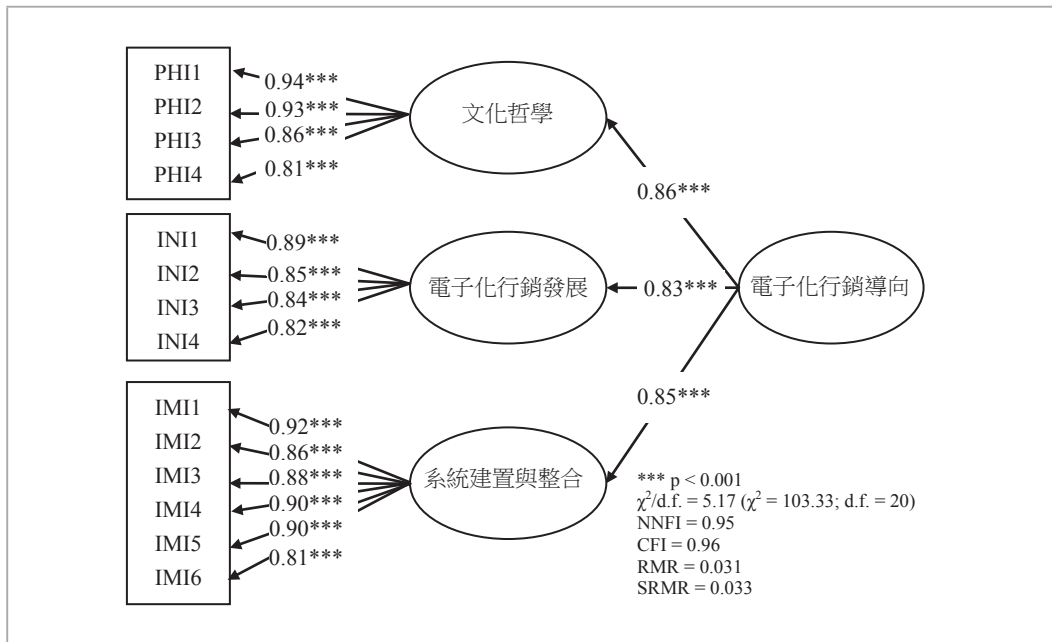 PHI1
PHI2
PHI3
PHI4
0.94***
0.93***
0.86***
0.81***
文化哲學
INI1
INI2
INI3
INI4
0.89***
0.85***
0.84***
0.82***
電子化行銷發展
IMI1
IMI2
IMI3
IMI4
IMI5
IMI6
0.92***
0.86***
0.88***
0.90***
0.90***
0.81***
系統建置與整合
0.86***
0.83***
0.85***
電子化行銷導向
*** p < 0.001
χ²/d.f. = 5.17 (χ² = 103.33; d.f. = 20)
NNFI = 0.95
CFI = 0.96
RMR = 0.031
SRMR = 0.033